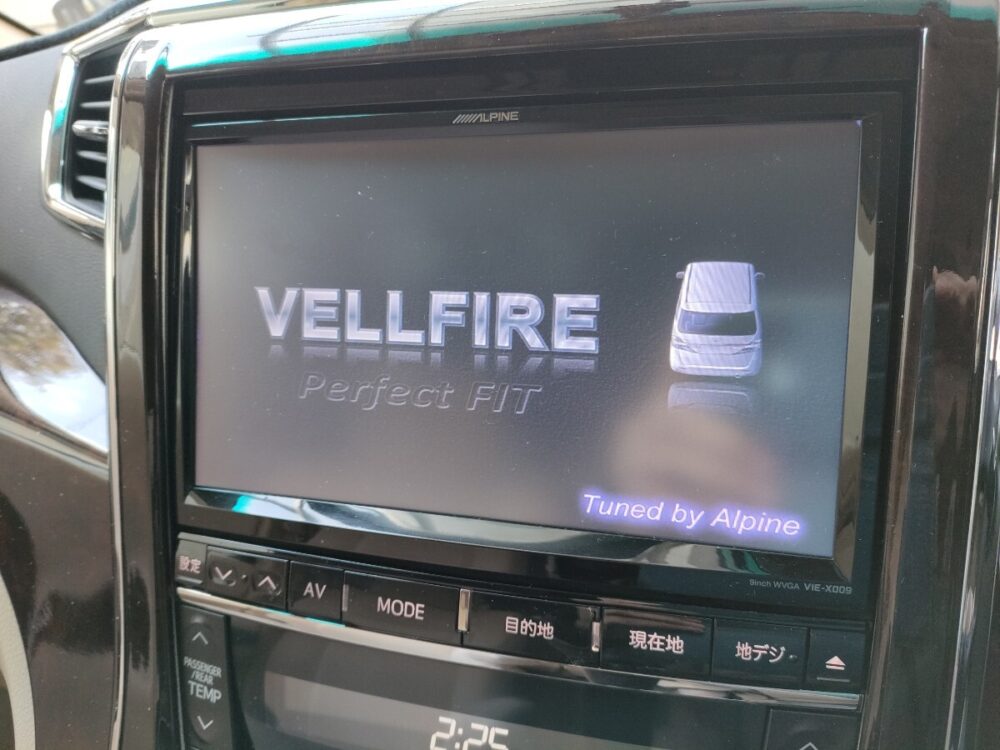 ALPINE
VELLFIRE
Perfect FIT
Tuned by Alpine
9inch WVGA VIE-X009
設定 AV MODE 目的地 現在地 地デジ
PASSENGER
/REAR
TEMP
2:25